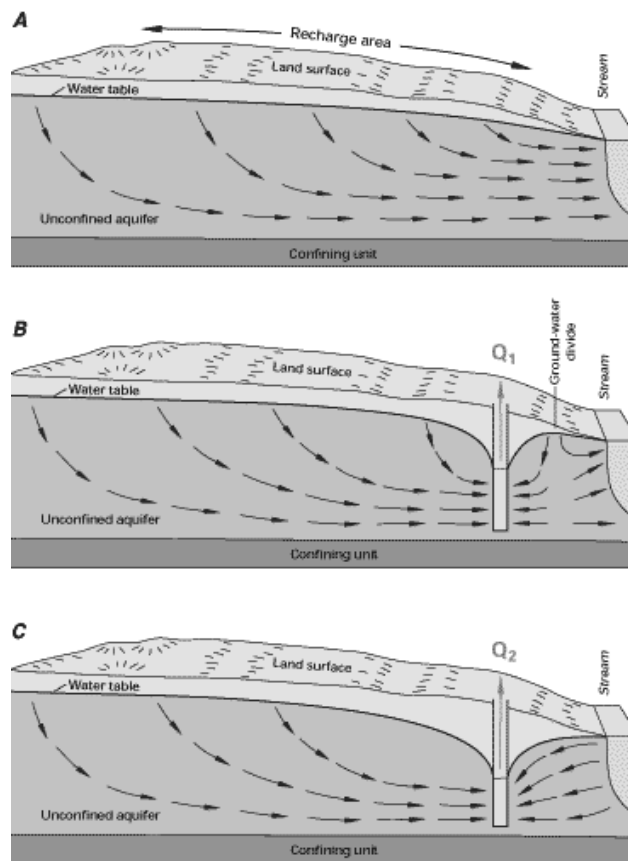 A
Recharge area
Land surface
Stream
Water table
Unconfined aquifer
Confining unit
B
Q₁
Ground-water
divide
Stream
Land surface
Water table
Unconfined aquifer
Confining unit
C
Q₂
Stream
Land surface
Water table
Unconfined aquifer
Confining unit